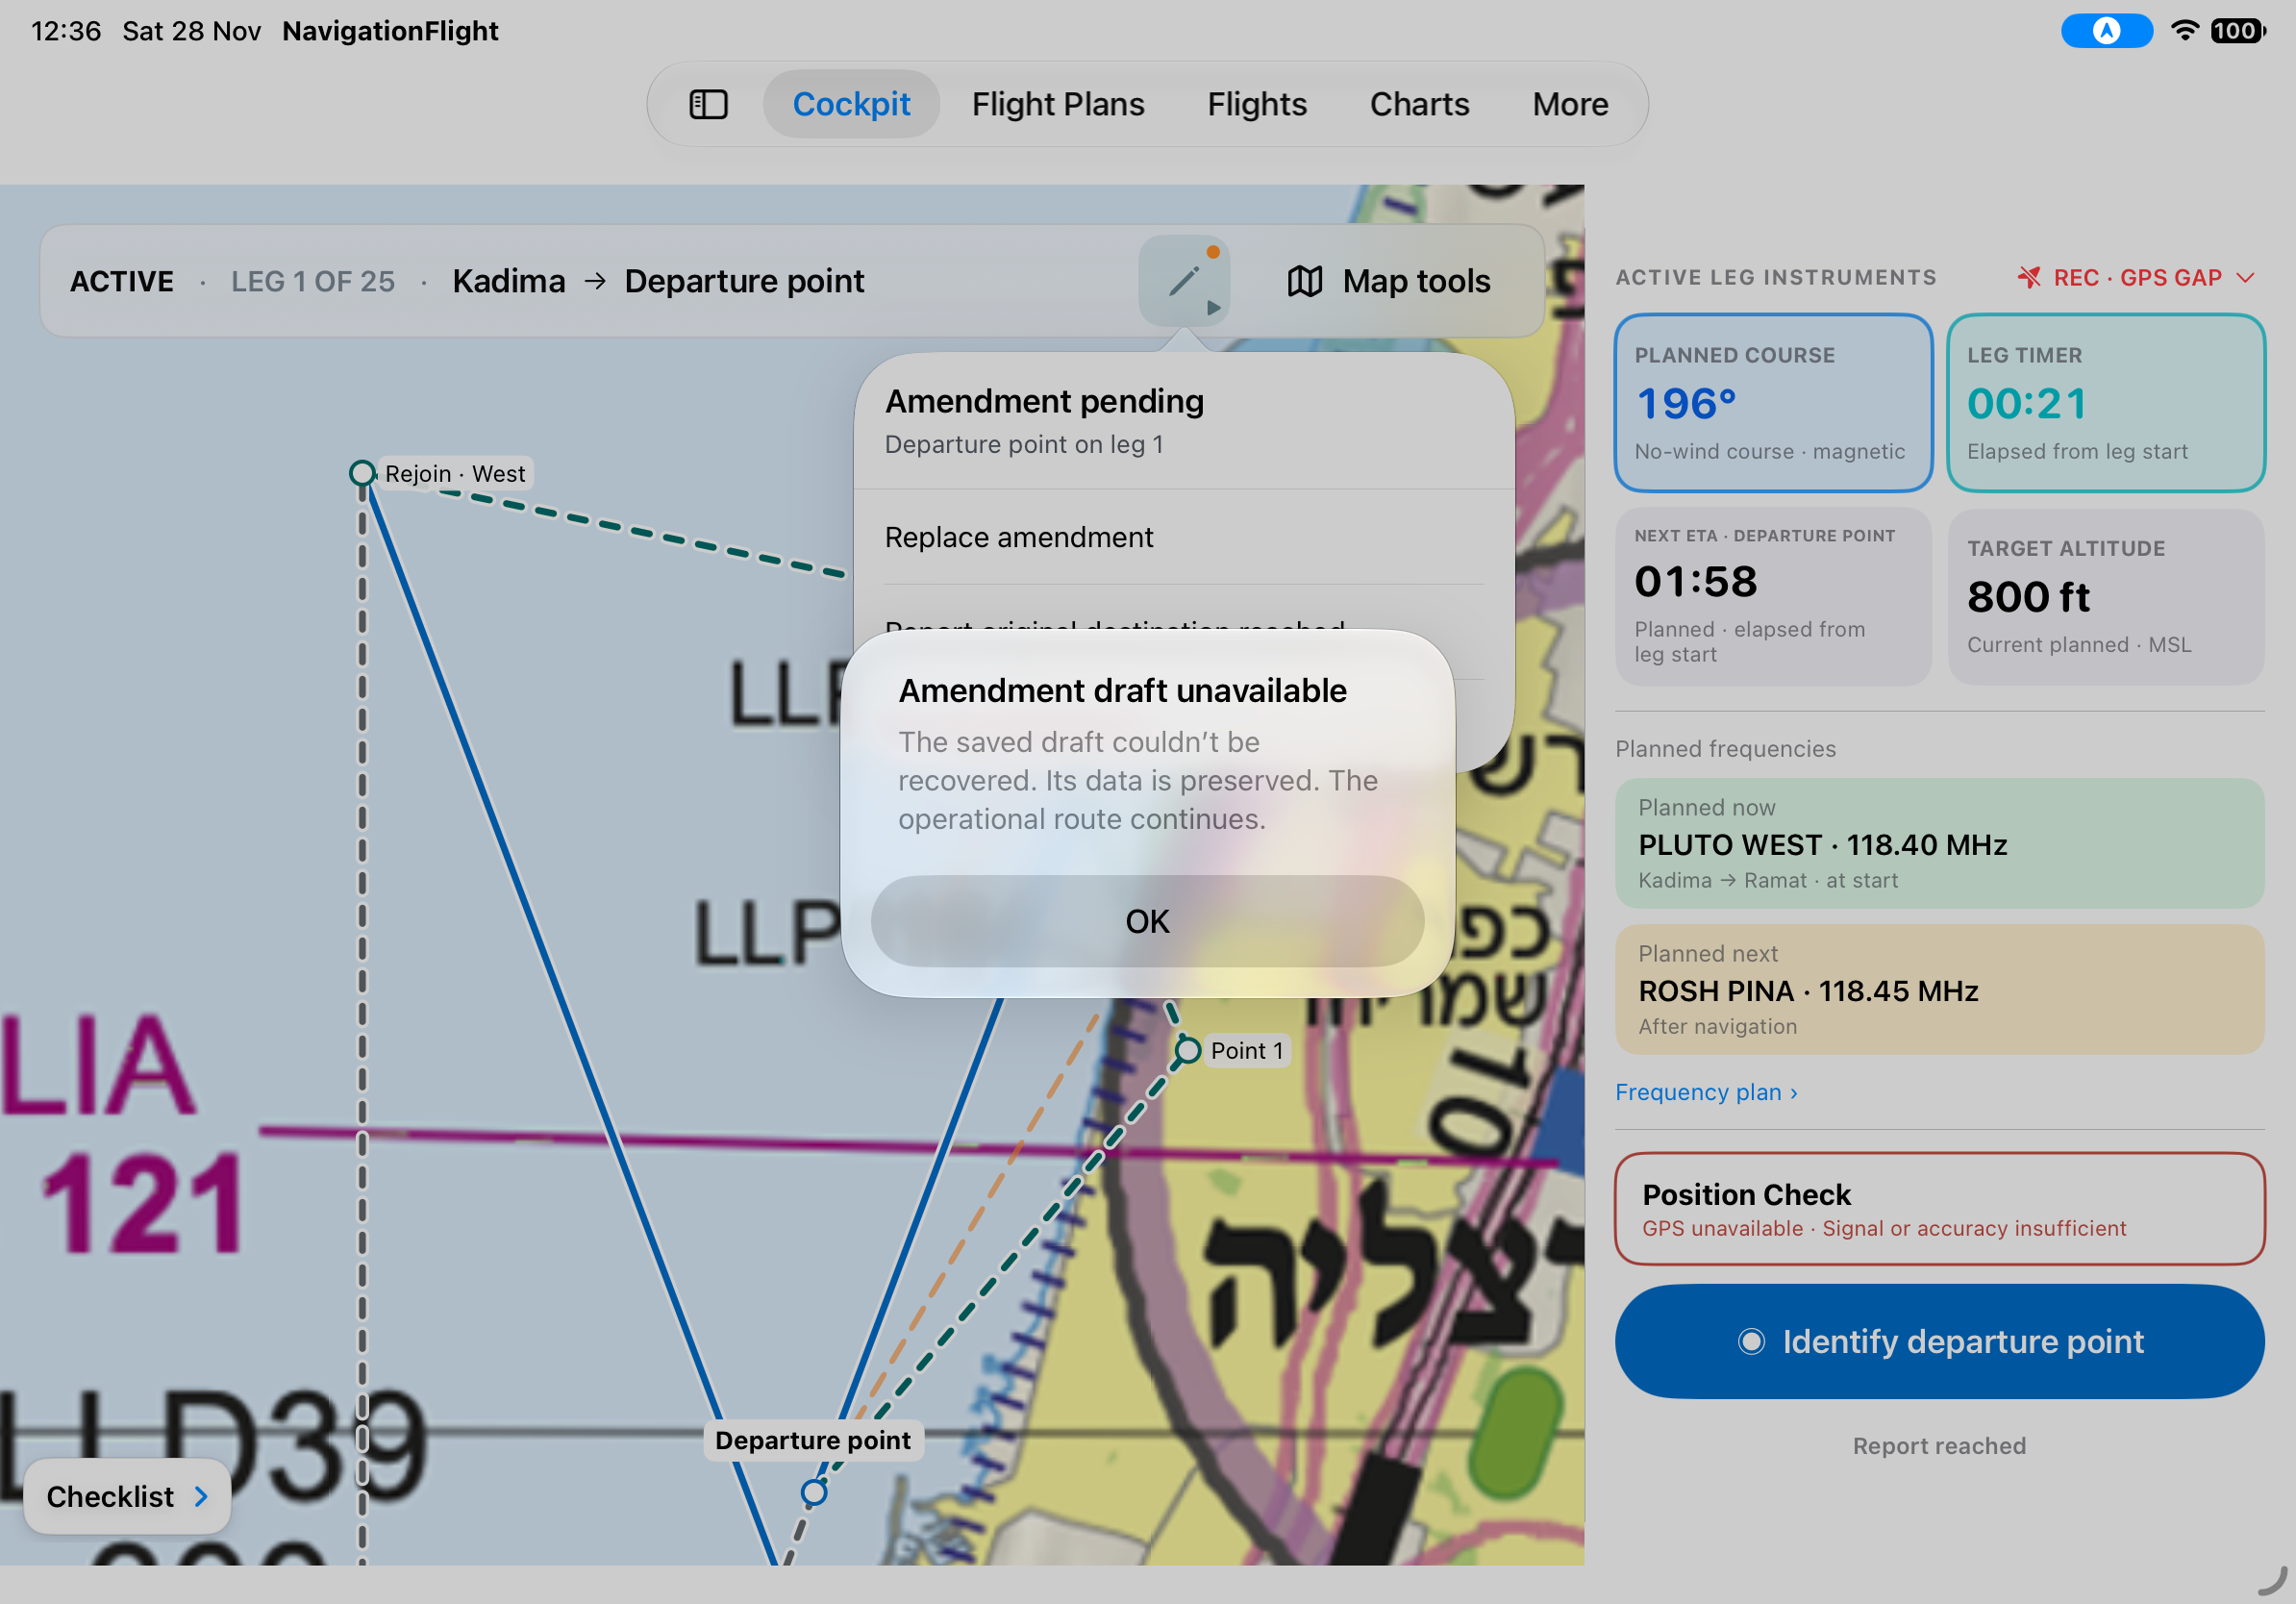 12:36 Sat 28 Nov NavigationFlight
100
Cockpit Flight Plans Flights Charts More
ACTIVE · LEG 1 OF 25 · Kadima → Departure point
Map tools
Amendment pending
Departure point on leg 1
Replace amendment
Report original destination reached
Amendment draft unavailable
The saved draft couldn’t be
recovered. Its data is preserved. The
operational route continues.
OK
Rejoin · West
LLP
Point 1
LIA
121
שמריהו
10
Departure point
LLD39
Checklist
ACTIVE LEG INSTRUMENTS
REC · GPS GAP
PLANNED COURSE
196°
No-wind course · magnetic
LEG TIMER
00:21
Elapsed from leg start
NEXT ETA · DEPARTURE POINT
01:58
Planned · elapsed from
leg start
TARGET ALTITUDE
800 ft
Current planned · MSL
Planned frequencies
Planned now
PLUTO WEST · 118.40 MHz
Kadima → Ramat · at start
Planned next
ROSH PINA · 118.45 MHz
After navigation
Frequency plan ›
Position Check
GPS unavailable · Signal or accuracy insufficient
Identify departure point
Report reached